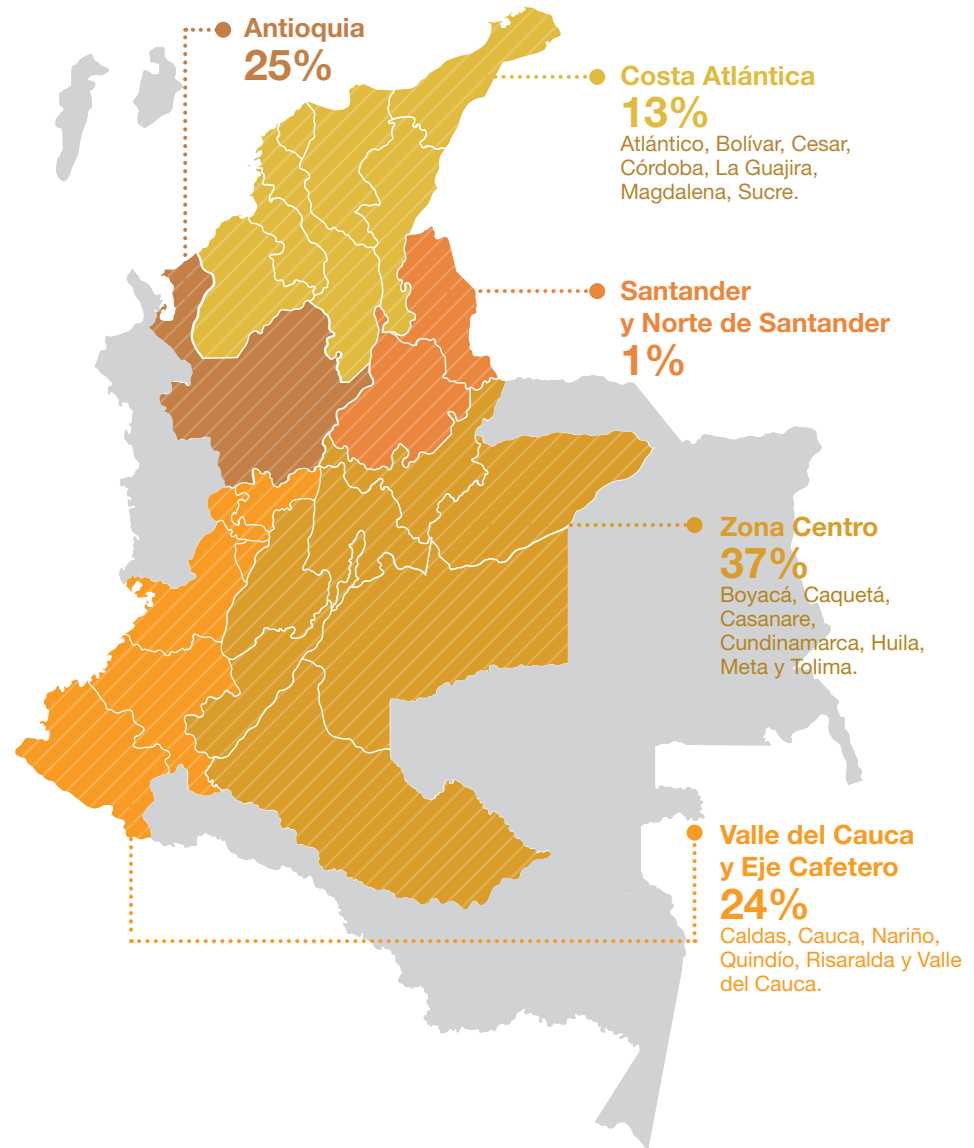 Antioquia
25%
Costa Atlántica
13%
Atlántico, Bolívar, Cesar,
Córdoba, La Guajira,
Magdalena, Sucre.
Santander
y Norte de Santander
1%
Zona Centro
37%
Boyacá, Caquetá,
Casanare,
Cundinamarca, Huila,
Meta y Tolima.
Valle del Cauca
y Eje Cafetero
24%
Caldas, Cauca, Nariño,
Quindío, Risaralda y Valle
del Cauca.